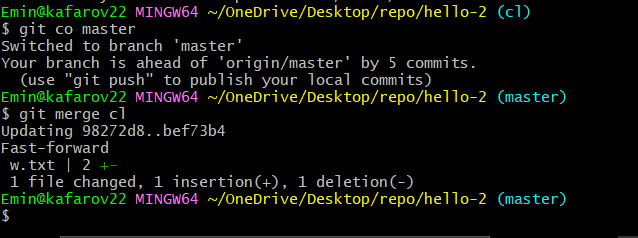 Emin@kafarov22 MINGW64 ~/OneDrive/Desktop/repo/hello-2 (cl)
$ git co master
Switched to branch 'master'
Your branch is ahead of 'origin/master' by 5 commits.
  (use "git push" to publish your local commits)
Emin@kafarov22 MINGW64 ~/OneDrive/Desktop/repo/hello-2 (master)
$ git merge cl
Updating 98272d8..bef73b4
Fast-forward
 w.txt | 2 +-
 1 file changed, 1 insertion(+), 1 deletion(-)
Emin@kafarov22 MINGW64 ~/OneDrive/Desktop/repo/hello-2 (master)
$